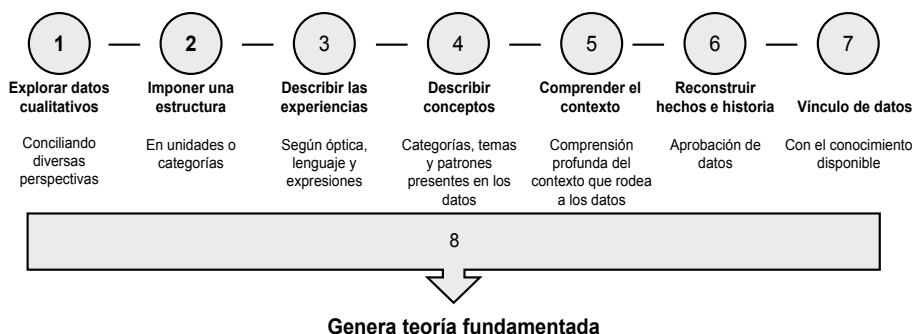 1
2
3
4
5
6
7
Explorar datos
cualitativos
Imponer una
estructura
Describir las
experiencias
Describir
conceptos
Comprender el
contexto
Reconstruir
hechos e historia
Vínculo de datos
Conciliando
diversas
perspectivas
En unidades o
categorías
Según óptica,
lenguaje y
expresiones
Categorías, temas
y patrones
presentes en los
datos
Comprensión
profunda del
contexto que rodea
a los datos
Aprobación de
datos
Con el conocimiento
disponible
8
Genera teoría fundamentada